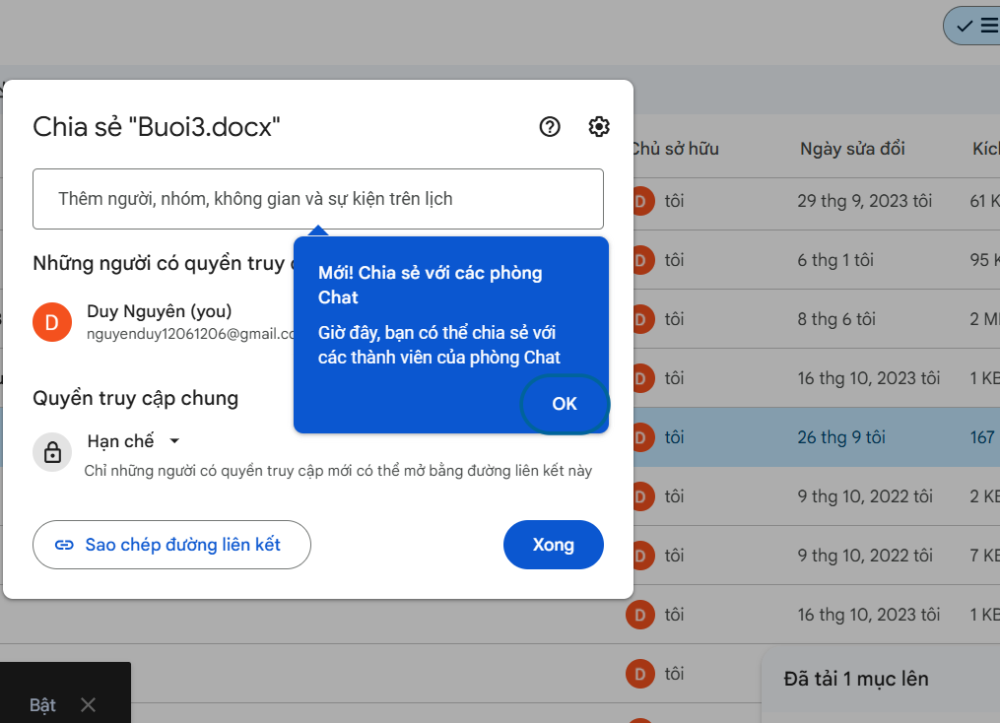 Chia sẻ "Buoi3.docx"
Thêm người, nhóm, không gian và sự kiện trên lịch
Những người có quyền truy
D
Duy Nguyên (you)
nguyenduy12061206@gmail.co
Mới! Chia sẻ với các phòng
Chat
Giờ đây, bạn có thể chia sẻ với
các thành viên của phòng Chat
OK
Quyền truy cập chung
Hạn chế
Chỉ những người có quyền truy cập mới có thể mở bằng đường liên kết này
Sao chép đường liên kết
Xong
Chủ sở hữu Ngày sửa đổi Kíc
D tôi 29 thg 9, 2023 tôi 61 K
D tôi 6 thg 1 tôi 95 K
D tôi 8 thg 6 tôi 2 M
D tôi 16 thg 10, 2023 tôi 1 KB
D tôi 26 thg 9 tôi 167
D tôi 9 thg 10, 2022 tôi 2 KB
D tôi 9 thg 10, 2022 tôi 7 KB
D tôi 16 thg 10, 2023 tôi 1 KB
D tôi
Đã tải 1 mục lên
Bật